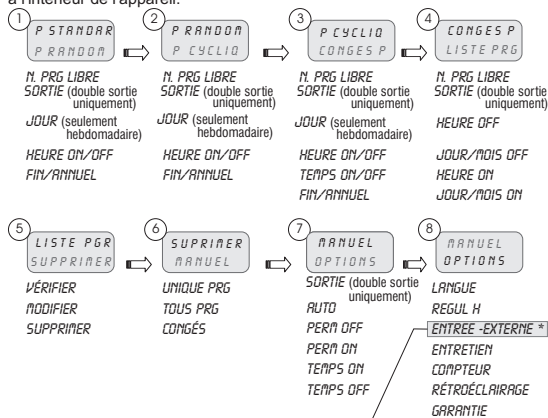 à l'intérieur de l'appareil.
1 2 3 4
P STANDAR
P RANDOM
P RANDOM
P CYCLIQ
P CYCLIQ
CONGES P
CONGES P
LISTE PRG
N. PRG LIBRE
SORTIE (double sortie
uniquement)
JOUR (seulement
hebdomadaire)
HEURE ON/OFF
FIN/ANNUEL
N. PRG LIBRE
SORTIE (double sortie
uniquement)
JOUR (seulement
hebdomadaire)
HEURE ON/OFF
FIN/ANNUEL
N. PRG LIBRE
SORTIE (double sortie
uniquement)
JOUR (seulement
hebdomadaire)
HEURE ON/OFF
TEMPS ON/OFF
FIN/ANNUEL
N. PRG LIBRE
SORTIE (double sortie
uniquement)
HEURE OFF
JOUR/MOIS OFF
HEURE ON
JOUR/MOIS ON
5 6 7 8
LISTE PGR
SUPPRIMER
SUPRIMER
MANUEL
MANUEL
OPTIONS
MANUEL
OPTIONS
VÉRIFIER
MODIFIER
SUPPRIMER
UNIQUE PRG
TOUS PRG
CONGÉS
SORTIE (double sortie
uniquement)
AUTO
PERM OFF
PERM ON
TEMPS ON
TEMPS OFF
LANGUE
REGUL H
ENTREE -EXTERNE *
ENTRETIEN
COMPTEUR
RÉTROÉCLAIRAGE
GARANTIE